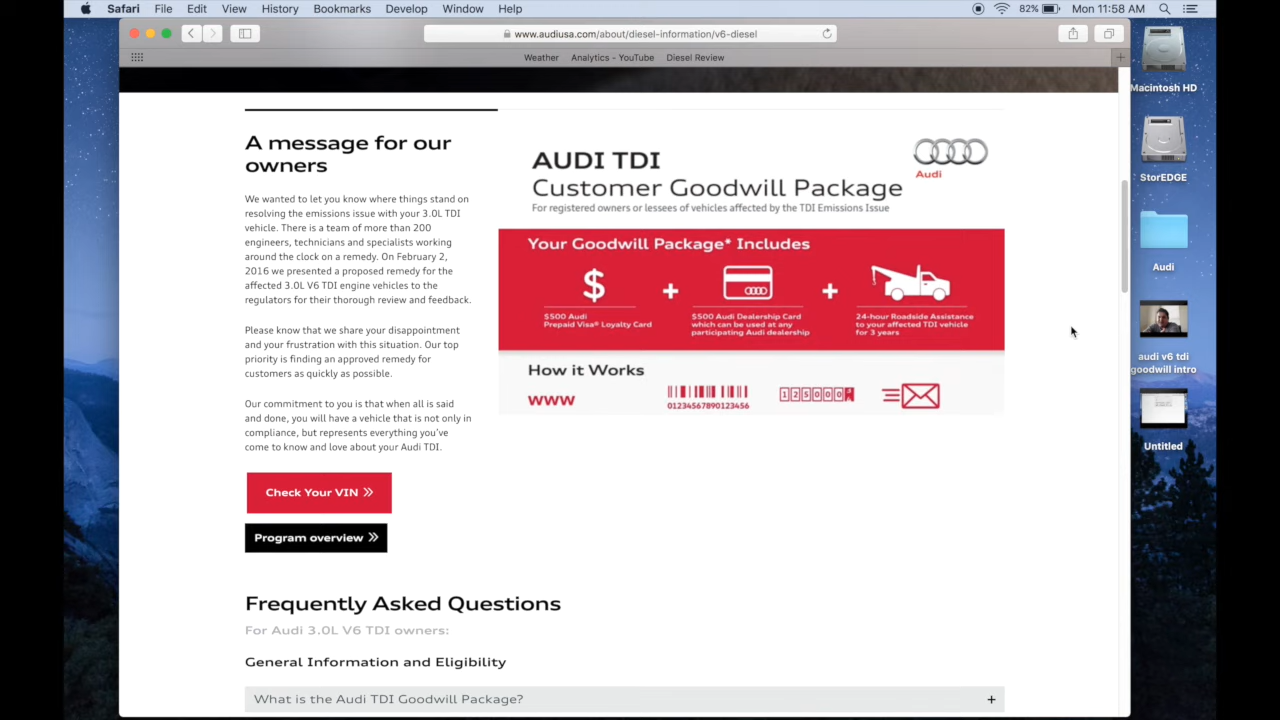 Safari File Edit View History Bookmarks Develop Window Help 82% Mon 11:58 AM
www.audiusa.com/about/diesel-information/v6-diesel
Weather Analytics - YouTube Diesel Review
A message for our
owners
We wanted to let you know where things stand on
resolving the emissions issue with your 3.0L TDI
vehicle. There is a team of more than 200
engineers, technicians and specialists working
around the clock on a remedy. On February 2,
2016 we presented a proposed remedy for the
affected 3.0L V6 TDI engine vehicles to the
regulators for their thorough review and feedback.
Please know that we share your disappointment
and your frustration with this situation. Our top
priority is finding an approved remedy for
customers as quickly as possible.
Our commitment to you is that when all is said
and done, you will have a vehicle that is not only in
compliance, but represents everything you've
come to know and love about your Audi TDI.
Check Your VIN »
Program overview »
AUDI TDI
Customer Goodwill Package
For registered owners or lessees of vehicles affected by the TDI Emissions Issue
Audi
Your Goodwill Package* Includes
$ + + 
$500 Audi
Prepaid Visa® Loyalty Card
$500 Audi Dealership Card
which can be used at any
participating Audi dealership
24-hour Roadside Assistance
to your affected TDI vehicle
for 3 years
How it Works
www
01234567890123456
125000
Frequently Asked Questions
For Audi 3.0L V6 TDI owners:
General Information and Eligibility
What is the Audi TDI Goodwill Package? +
Macintosh HD
StorEDGE
Audi
audi v6 tdi
goodwill intro
Untitled